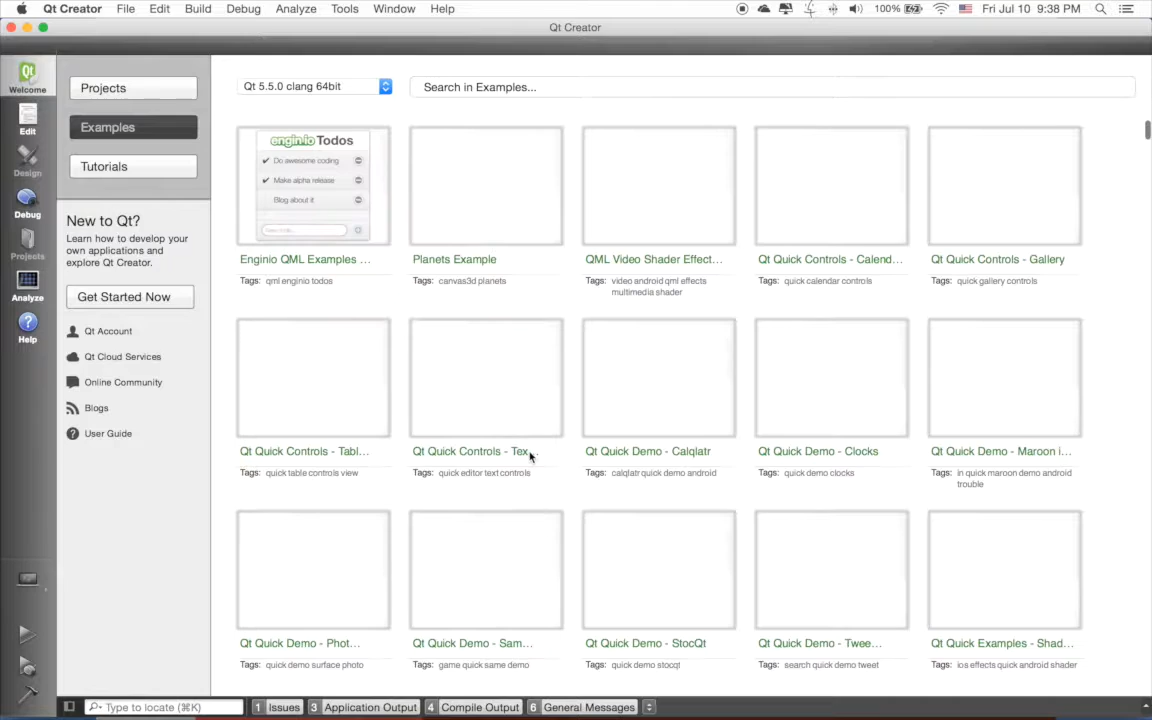 Qt Creator File Edit Build Debug Analyze Tools Window Help 100% Fri Jul 10 9:38 PM
Qt Creator
Qt
Welcome
Edit
Design
Debug
Projects
Analyze
Help
Projects
Examples
Tutorials
New to Qt?
Learn how to develop your
own applications and
explore Qt Creator.
Get Started Now
Qt Account
Qt Cloud Services
Online Community
Blogs
User Guide
Qt 5.5.0 clang 64bit
Search in Examples...
engin.io Todos
Do awesome coding
Make alpha release
Blog about it
Enginio QML Examples ...
Tags: qml enginio todos
Planets Example
Tags: canvas3d planets
QML Video Shader Effect...
Tags: video android qml effects
multimedia shader
Qt Quick Controls - Calend...
Tags: quick calendar controls
Qt Quick Controls - Gallery
Tags: quick gallery controls
Qt Quick Controls - Tabl...
Tags: quick table controls view
Qt Quick Controls - Tex...
Tags: quick editor text controls
Qt Quick Demo - Calqlatr
Tags: calqlatr quick demo android
Qt Quick Demo - Clocks
Tags: quick demo clocks
Qt Quick Demo - Maroon i...
Tags: in quick maroon demo android
trouble
Qt Quick Demo - Phot...
Tags: quick demo surface photo
Qt Quick Demo - Sam...
Tags: game quick same demo
Qt Quick Demo - StocQt
Tags: quick demo stocqt
Qt Quick Demo - Twee...
Tags: search quick demo tweet
Qt Quick Examples - Shad...
Tags: ios effects quick android shader
Type to locate (⌘K) 1 Issues 3 Application Output 4 Compile Output 6 General Messages